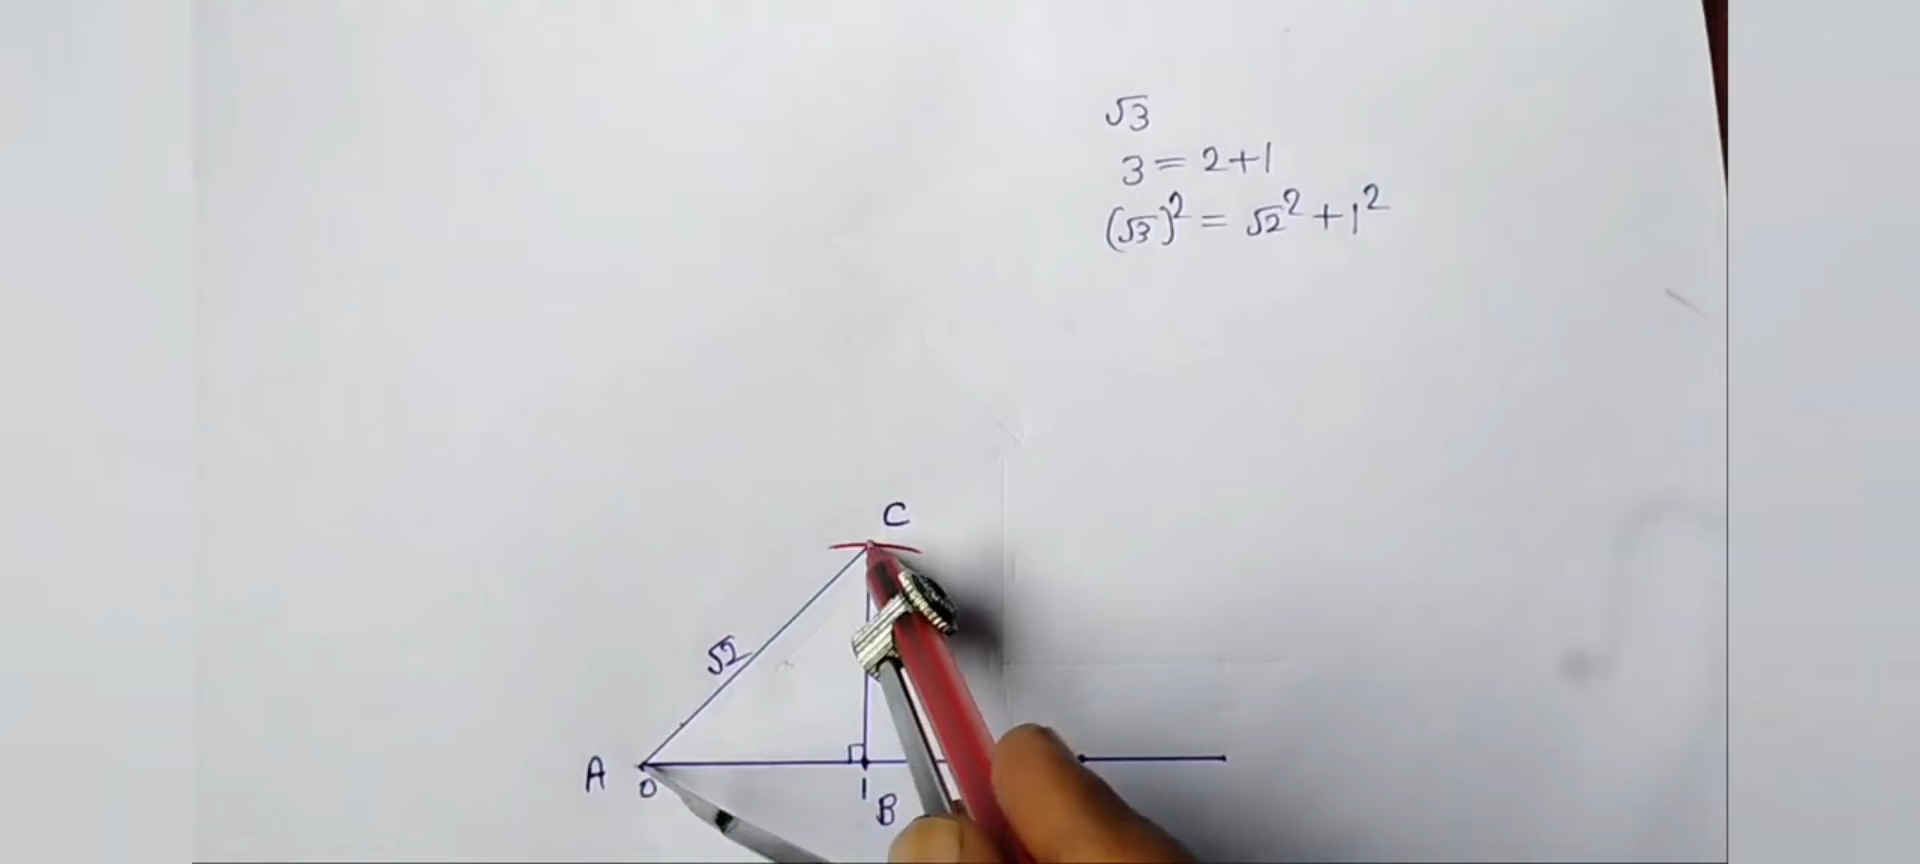 √3
3 = 2+1
(√3)² = √2² + 1²
C
√2
A
0
1
B